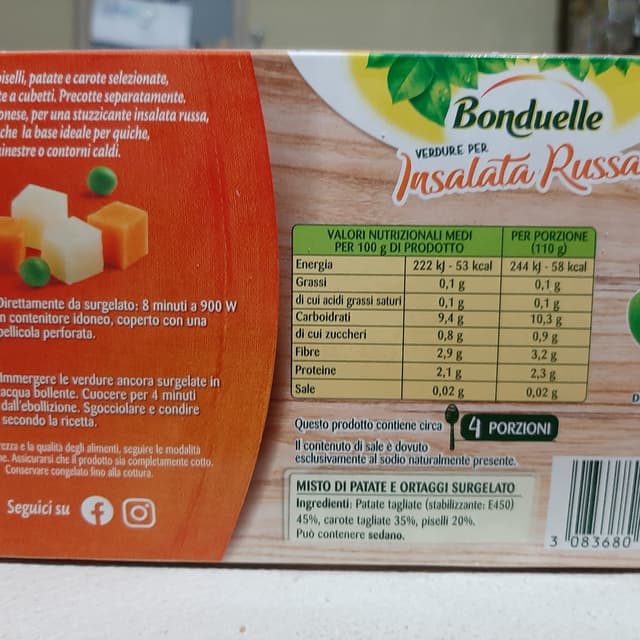 piselli, patate e carote selezionate,
te a cubetti. Precotte separatamente.
onese, per una stuzzicante insalata russa,
che la base ideale per quiche,
inestre o contorni caldi.
Direttamente da surgelato: 8 minuti a 900 W
in contenitore idoneo, coperto con una
pellicola perforata.
Immergere le verdure ancora surgelate in
acqua bollente. Cuocere per 4 minuti
dall'ebollizione. Sgocciolare e condire
secondo la ricetta.
ezza e la qualità degli alimenti, seguire le modalità
ne. Assicurarsi che il prodotto sia completamente cotto.
Conservare congelato fino alla cottura.
Seguici su
Bonduelle
VERDURE PER
Insalata Russa
VALORI NUTRIZIONALI MEDI PER PORZIONE
PER 100 g DI PRODOTTO (110 g)
Energia 222 kJ - 53 kcal 244 kJ - 58 kcal
Grassi 0,1 g 0,1 g
di cui acidi grassi saturi 0,1 g 0,1 g
Carboidrati 9,4 g 10,3 g
di cui zuccheri 0,8 g 0,9 g
Fibre 2,9 g 3,2 g
Proteine 2,1 g 2,3 g
Sale 0,02 g 0,02 g
Questo prodotto contiene circa 4 PORZIONI
Il contenuto di sale è dovuto
esclusivamente al sodio naturalmente presente.
MISTO DI PATATE E ORTAGGI SURGELATO
Ingredienti: Patate tagliate (stabilizzante: E450)
45%, carote tagliate 35%, piselli 20%.
Può contenere sedano.
3 083680